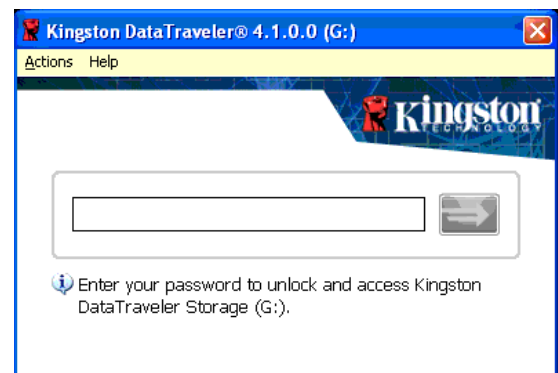 Kingston DataTraveler® 4.1.0.0 (G:)
Actions Help
Kingston
TECHNOLOGY
Enter your password to unlock and access Kingston
DataTraveler Storage (G:).